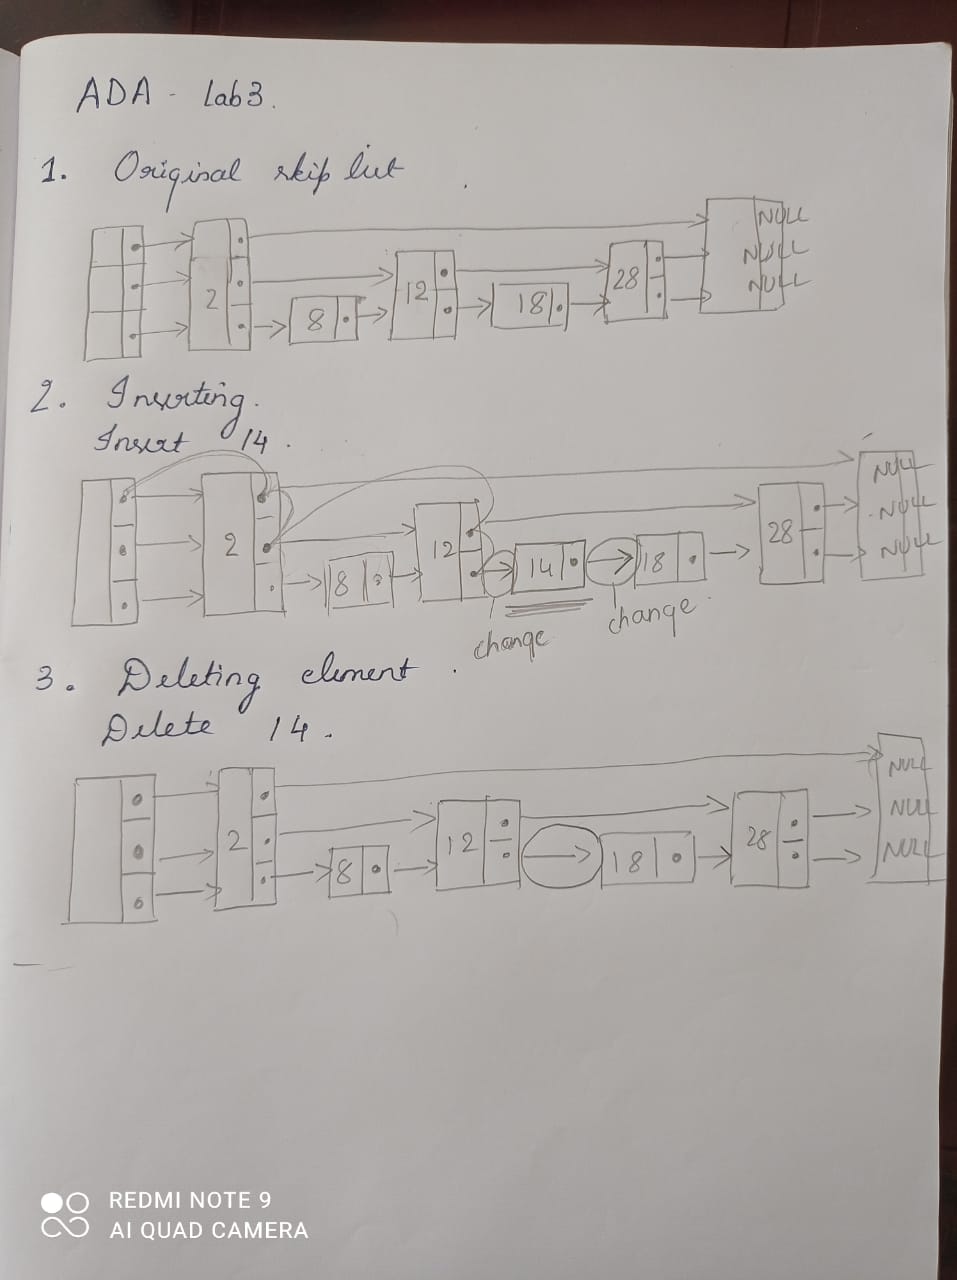 ADA - Lab3.
1. Original skip list
NULL
NULL
NULL
2
8
12
18
28
2. Inserting.
Insert 14.
NULL
NULL
NULL
2
8
12
14
18
28
change
change
3. Deleting element.
Delete 14.
NULL
NULL
NULL
2
8
12
18
28
REDMI NOTE 9
AI QUAD CAMERA